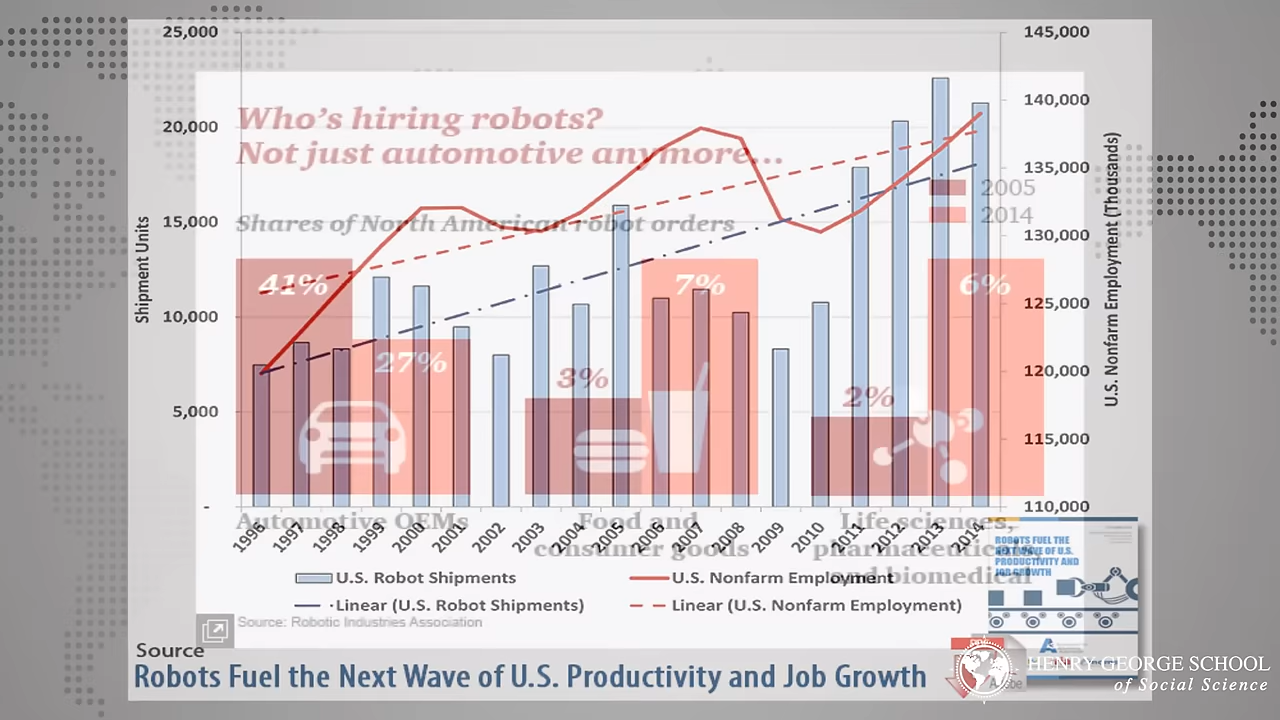 25,000
20,000
15,000
10,000
5,000
-
Shipment Units
145,000
140,000
135,000
130,000
125,000
120,000
115,000
110,000
U.S. Nonfarm Employment (Thousands)
Who's hiring robots?
Not just automotive anymore...
2005
2014
Shares of North American robot orders
41%
27%
3%
7%
2%
6%
1996 1997 1998 1999 2000 2001 2002 2003 2004 2005 2006 2007 2008 2009 2010 2011 2012 2013 2014
Automotive OEMs
Food and
consumer goods
Life sciences,
pharmaceuticals,
and biomedical
U.S. Robot Shipments
U.S. Nonfarm Employment
Linear (U.S. Robot Shipments)
Linear (U.S. Nonfarm Employment)
Source: Robotic Industries Association
ROBOTS FUEL THE
NEXT WAVE OF U.S.
PRODUCTIVITY AND
JOB GROWTH
Source
Robots Fuel the Next Wave of U.S. Productivity and Job Growth
HENRY GEORGE SCHOOL
of Social Science